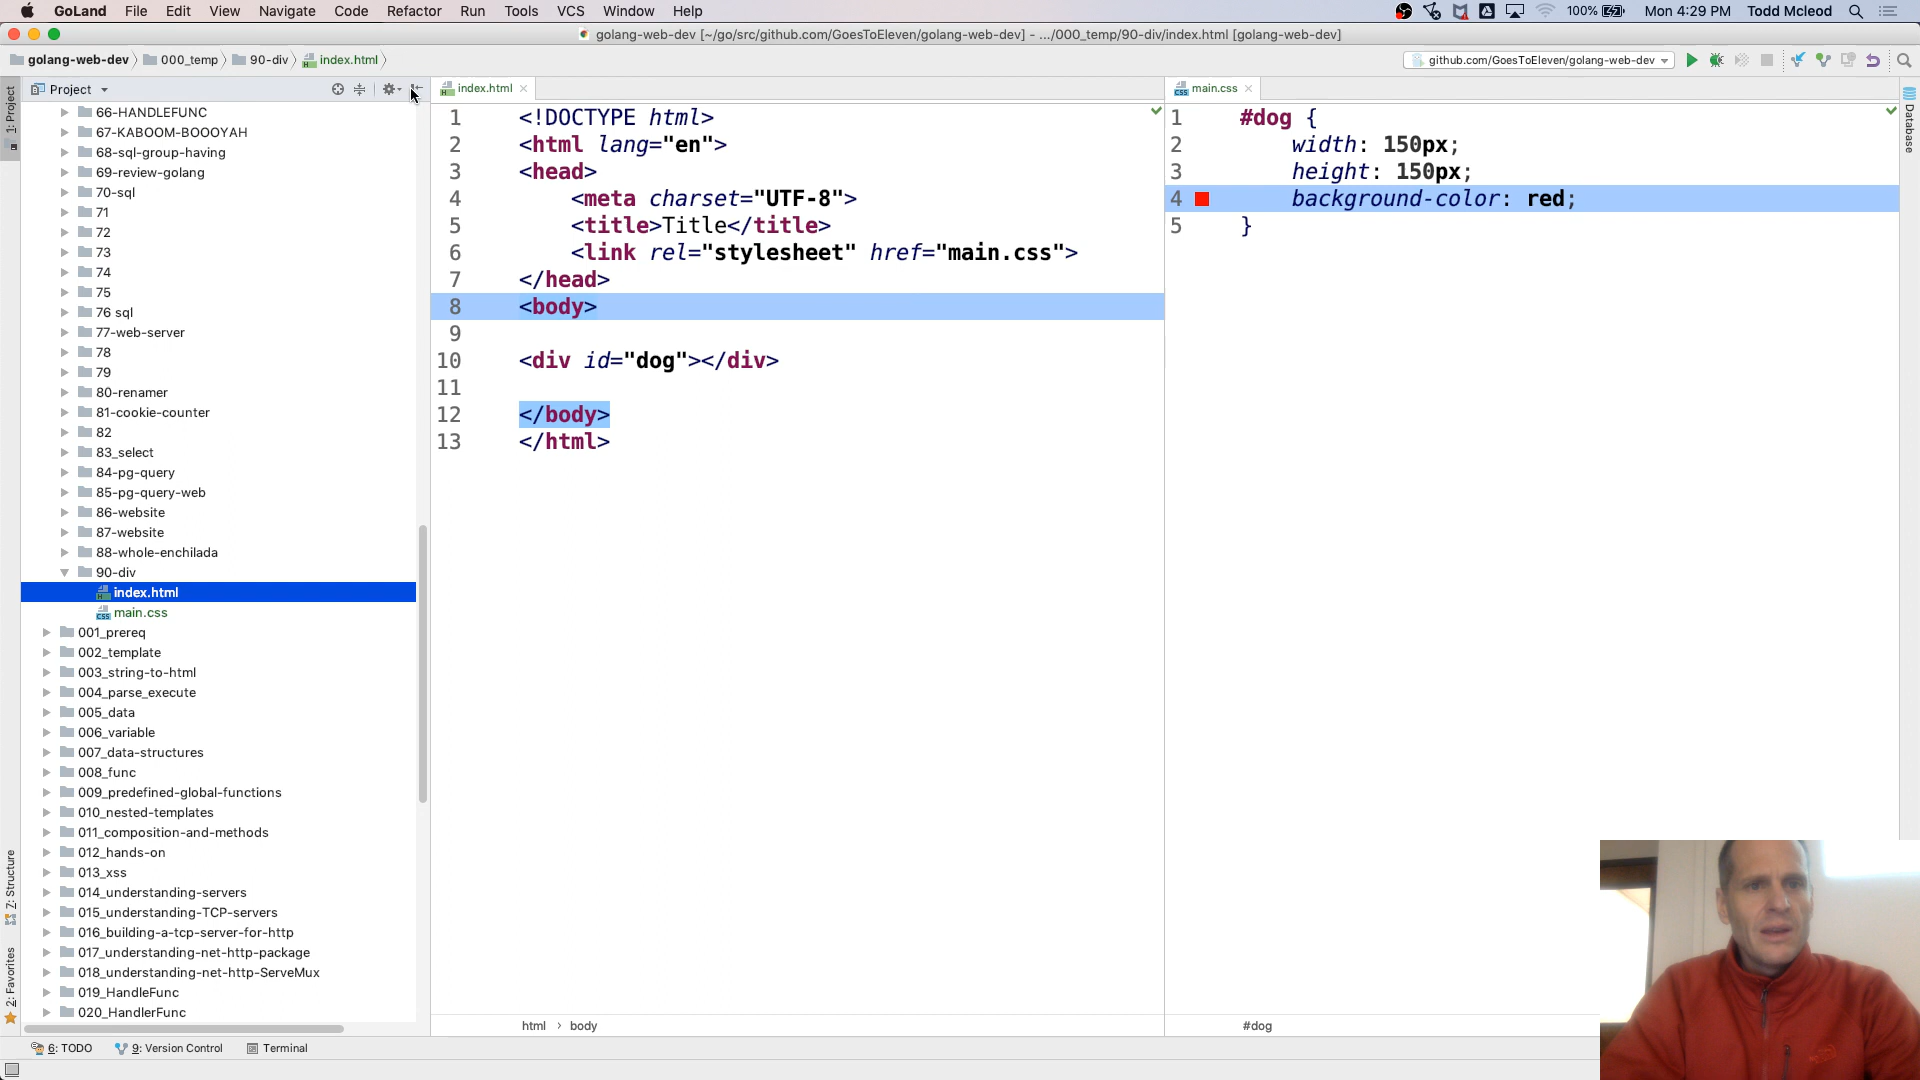 GoLand File Edit View Navigate Code Refactor Run Tools VCS Window Help 100% Mon 4:29 PM Todd Mcleod
golang-web-dev [~/go/src/github.com/GoesToEleven/golang-web-dev] - .../000_temp/90-div/index.html [golang-web-dev]
golang-web-dev 000_temp 90-div index.html github.com/GoesToEleven/golang-web-dev
Project
66-HANDLEFUNC
67-KABOOM-BOOOYAH
68-sql-group-having
69-review-golang
70-sql
71
72
73
74
75
76 sql
77-web-server
78
79
80-renamer
81-cookie-counter
82
83_select
84-pg-query
85-pg-query-web
86-website
87-website
88-whole-enchilada
90-div
index.html
main.css
001_prereq
002_template
003_string-to-html
004_parse_execute
005_data
006_variable
007_data-structures
008_func
009_predefined-global-functions
010_nested-templates
011_composition-and-methods
012_hands-on
013_xss
014_understanding-servers
015_understanding-TCP-servers
016_building-a-tcp-server-for-http
017_understanding-net-http-package
018_understanding-net-http-ServeMux
019_HandleFunc
020_HandlerFunc
1: Project
7: Structure
2: Favorites
index.html
1 <!DOCTYPE html>
2 <html lang="en">
3 <head>
4 <meta charset="UTF-8">
5 <title>Title</title>
6 <link rel="stylesheet" href="main.css">
7 </head>
8 <body>
9
10 <div id="dog"></div>
11
12 </body>
13 </html>
html › body
main.css
1 #dog {
2 width: 150px;
3 height: 150px;
4 background-color: red;
5 }
#dog
Database
6: TODO 9: Version Control Terminal